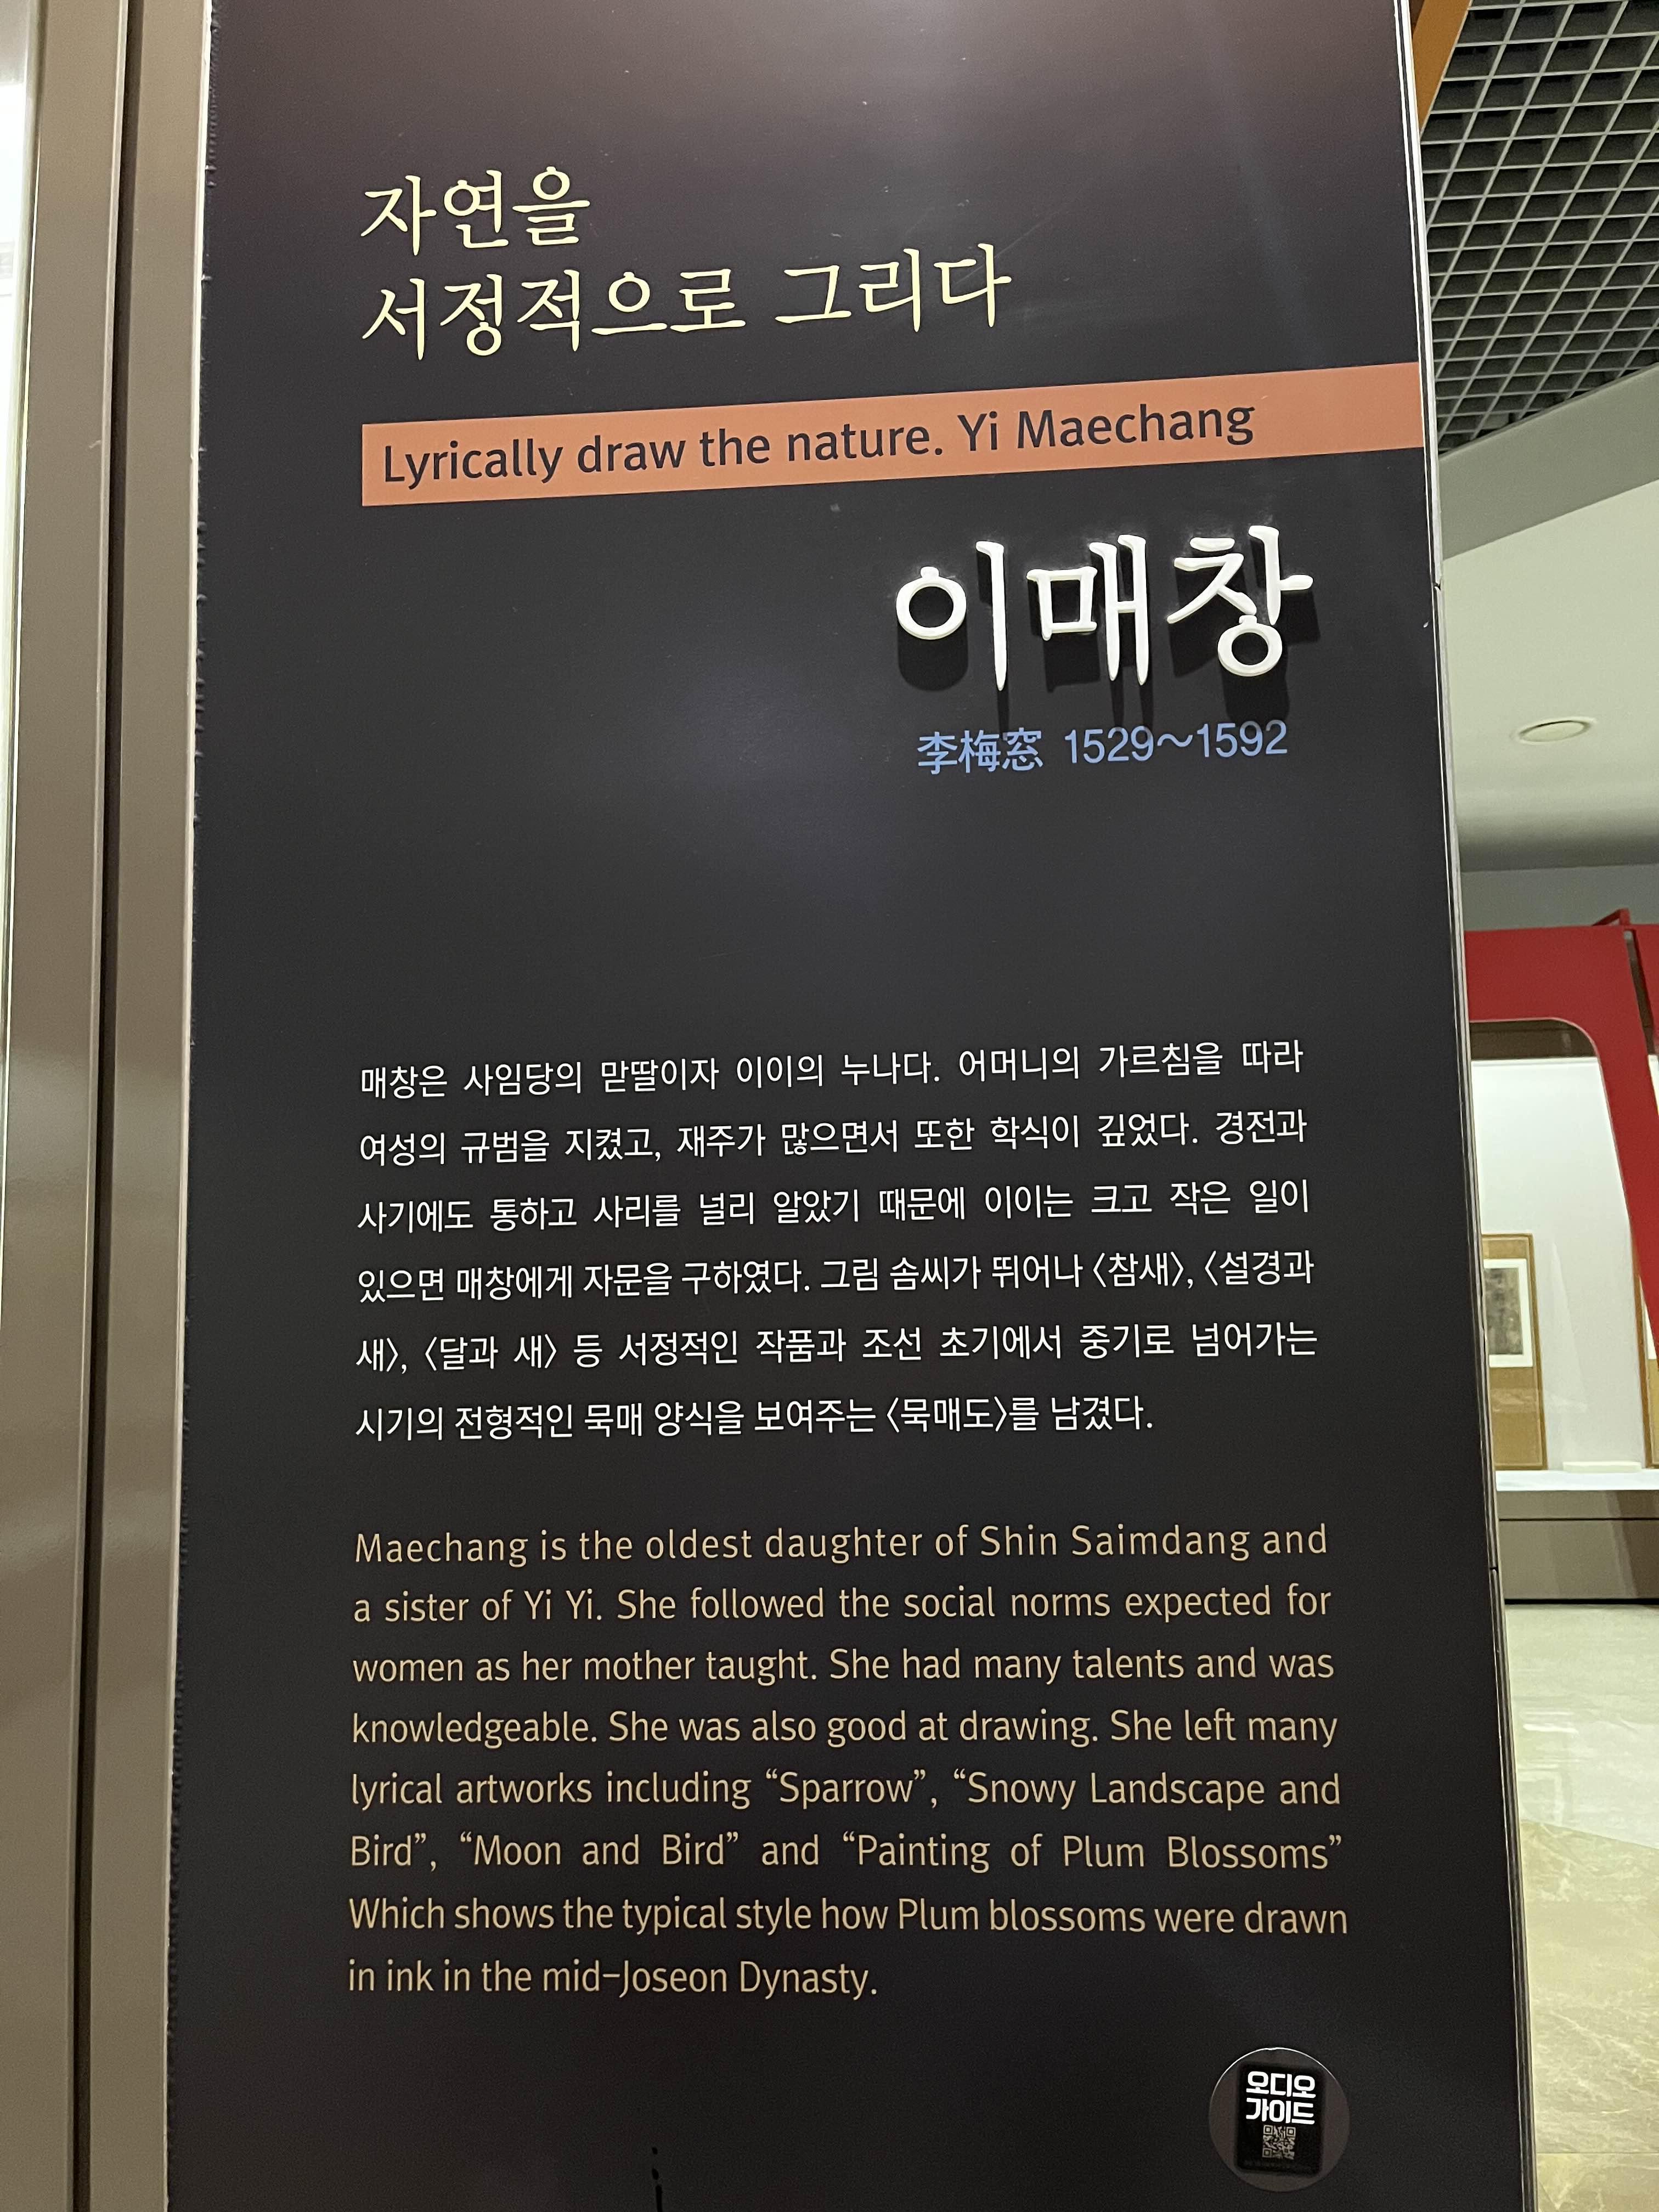 자연을
서정적으로 그리다
Lyrically draw the nature. Yi Maechang
이매창
李梅窓 1529~1592
매창은 사임당의 맏딸이자 이이의 누나다. 어머니의 가르침을 따라
여성의 규범을 지켰고, 재주가 많으면서 또한 학식이 깊었다. 경전과
사기에도 통하고 사리를 널리 알았기 때문에 이이는 크고 작은 일이
있으면 매창에게 자문을 구하였다. 그림 솜씨가 뛰어나 〈참새〉, 〈설경과
새〉, 〈달과 새〉 등 서정적인 작품과 조선 초기에서 중기로 넘어가는
시기의 전형적인 묵매 양식을 보여주는 〈묵매도〉를 남겼다.
Maechang is the oldest daughter of Shin Saimdang and
a sister of Yi Yi. She followed the social norms expected for
women as her mother taught. She had many talents and was
knowledgeable. She was also good at drawing. She left many
lyrical artworks including “Sparrow”, “Snowy Landscape and
Bird”, “Moon and Bird” and “Painting of Plum Blossoms”
Which shows the typical style how Plum blossoms were drawn
in ink in the mid-Joseon Dynasty.
오디오
가이드